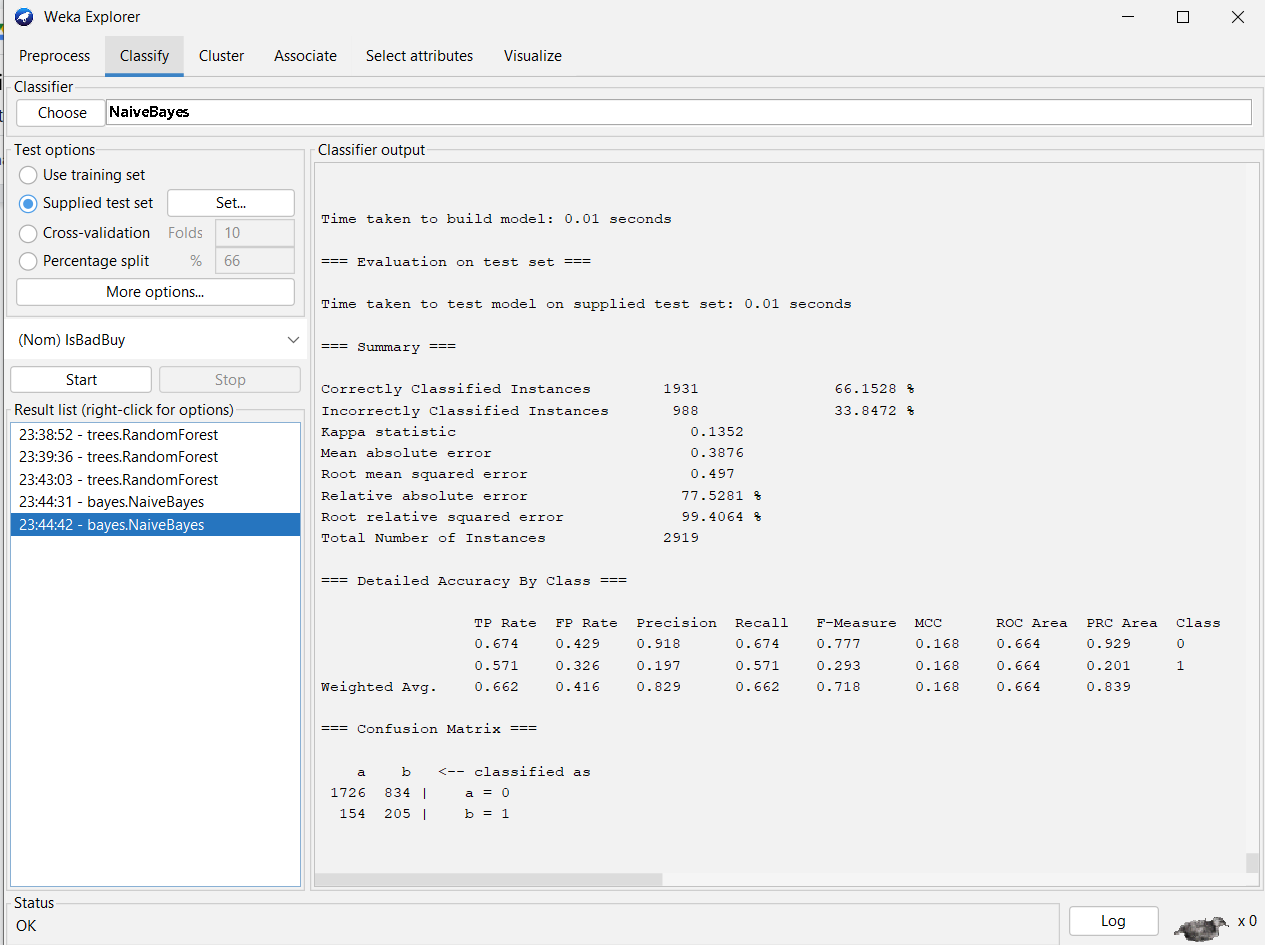 Weka Explorer
Preprocess Classify Cluster Associate Select attributes Visualize
Classifier
Choose NaiveBayes
Test options
Use training set
Supplied test set Set...
Cross-validation Folds 10
Percentage split % 66
More options...
(Nom) IsBadBuy
Start Stop
Result list (right-click for options)
23:38:52 - trees.RandomForest
23:39:36 - trees.RandomForest
23:43:03 - trees.RandomForest
23:44:31 - bayes.NaiveBayes
23:44:42 - bayes.NaiveBayes
Classifier output
Time taken to build model: 0.01 seconds
=== Evaluation on test set ===
Time taken to test model on supplied test set: 0.01 seconds
=== Summary ===
Correctly Classified Instances 1931 66.1528 %
Incorrectly Classified Instances 988 33.8472 %
Kappa statistic 0.1352
Mean absolute error 0.3876
Root mean squared error 0.497
Relative absolute error 77.5281 %
Root relative squared error 99.4064 %
Total Number of Instances 2919
=== Detailed Accuracy By Class ===
TP Rate FP Rate Precision Recall F-Measure MCC ROC Area PRC Area Class
0.674 0.429 0.918 0.674 0.777 0.168 0.664 0.929 0
0.571 0.326 0.197 0.571 0.293 0.168 0.664 0.201 1
Weighted Avg. 0.662 0.416 0.829 0.662 0.718 0.168 0.664 0.839
=== Confusion Matrix ===
a b <-- classified as
1726 834 | a = 0
154 205 | b = 1
Status
OK
Log x 0